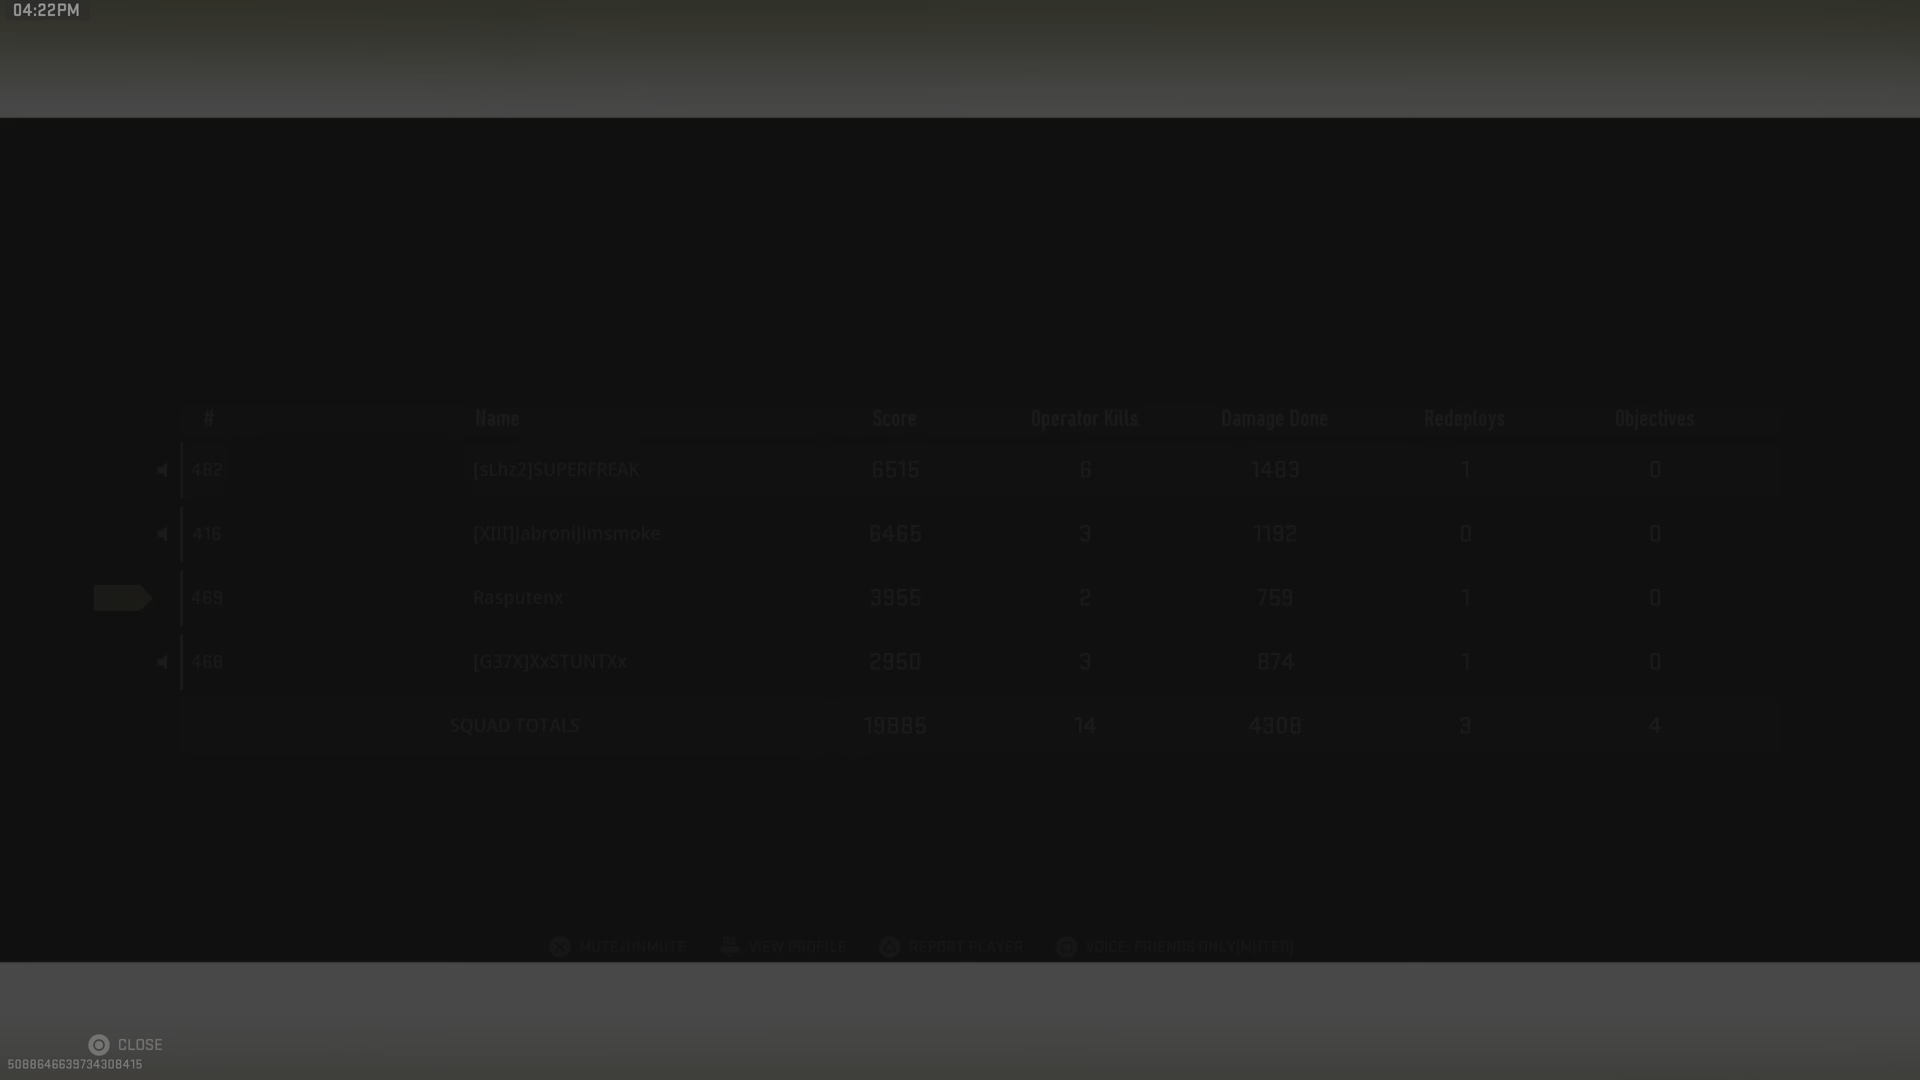 04:22PM
# Name Score Operator Kills Damage Done Redeploys Objectives
482 [sLhz2]SUPERFREAK 6515 6 1483 1 0
416 [XIII]JabroniJimsmoke 6465 3 1192 0 0
469 Rasputenx 3955 2 759 1 0
468 [G37X]XxSTUNTXx 2950 3 874 1 0
SQUAD TOTALS 19885 14 4308 3 4
MUTE/UNMUTE VIEW PROFILE REPORT PLAYER VOICE: FRIENDS ONLY(MUTED)
CLOSE
5088646639734308415